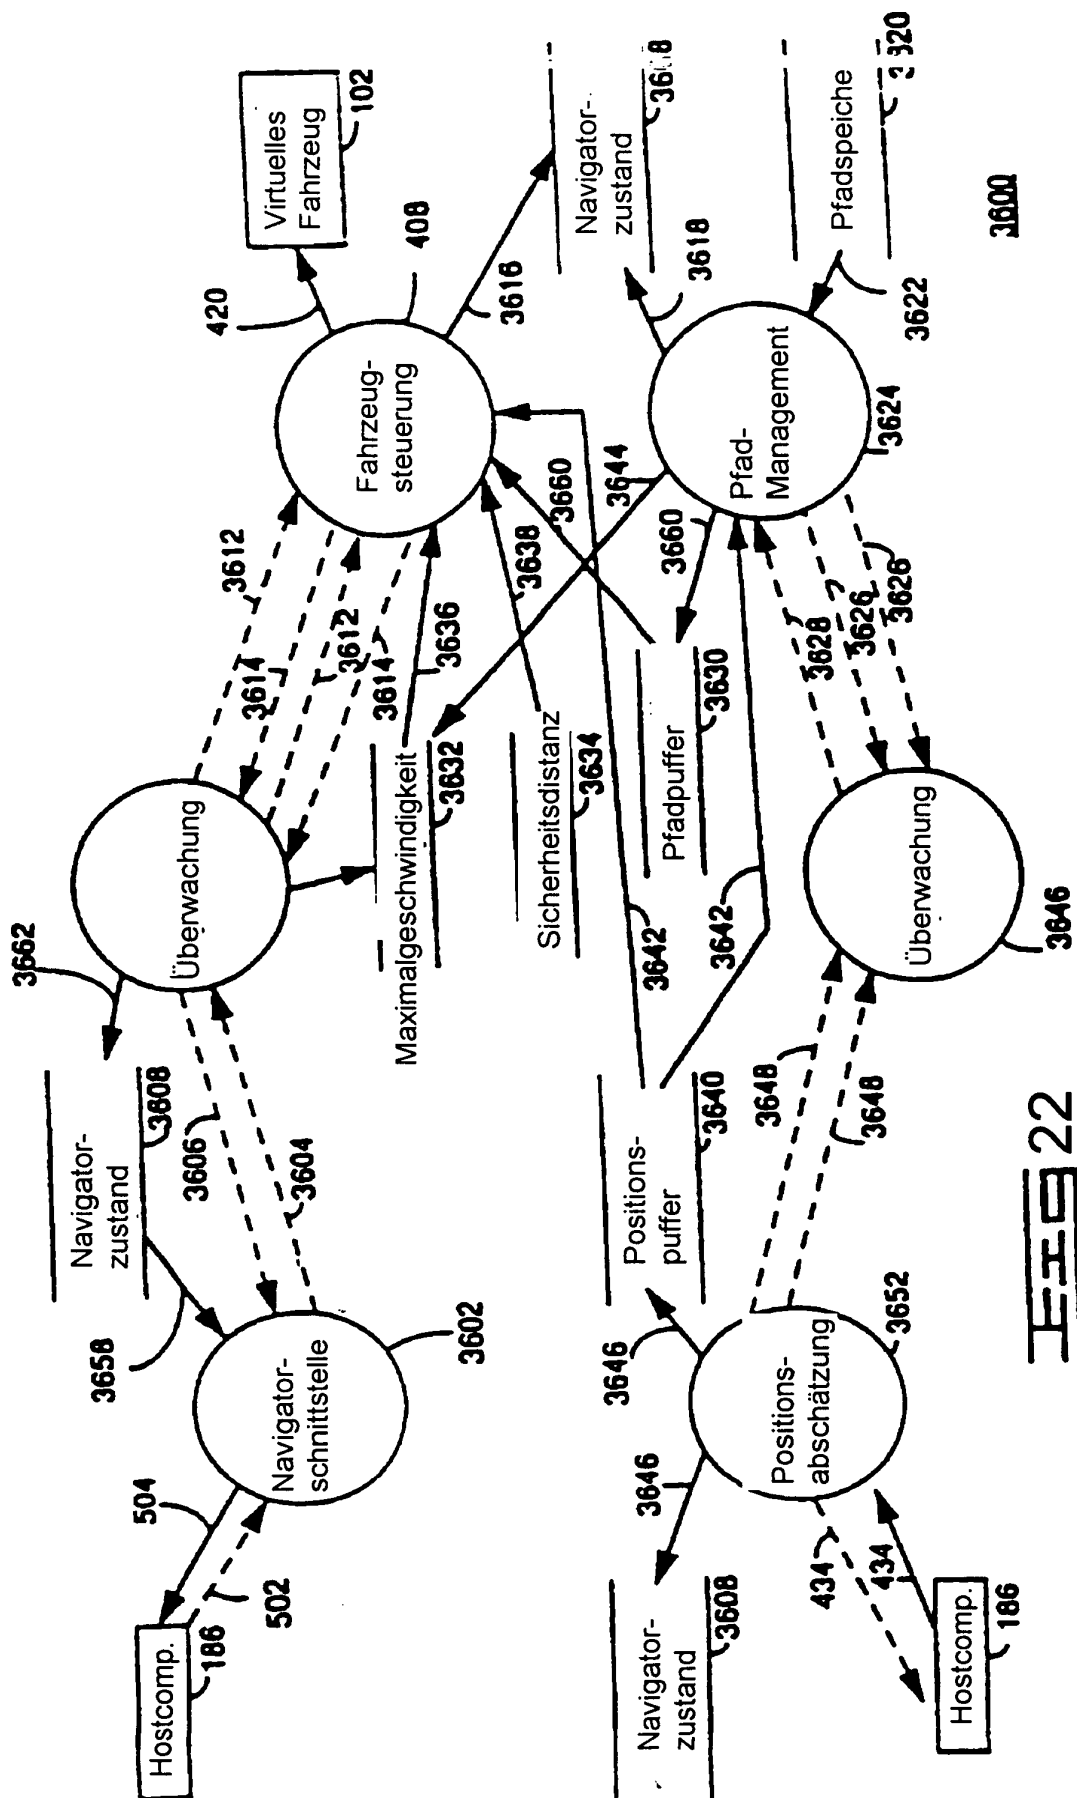 Hostcomp.
186
504
502
Navigator-
schnittstelle
3602
3658
Navigator-
zustand
3608
3606
3604
3662
Überwachung
3612
3614
3612
3614
Maximalgeschwindigkeit
3632
3636
Sicherheitsdistanz
3634
3638
Fahrzeug-
steuerung
408
420
Virtuelles
Fahrzeug
102
3616
Navigator-
zustand
3618
Pfadspeiche
3622
Pfad-
Management
3624
3644
3660
3660
Pfadpuffer
3630
3642
3642
3628
3626
3626
Überwachung
3646
3648
3648
Positions-
puffer
3640
3646
Positions-
abschätzung
3652
3646
Navigator-
zustand
3608
434
434
Hostcomp.
186
3600
22